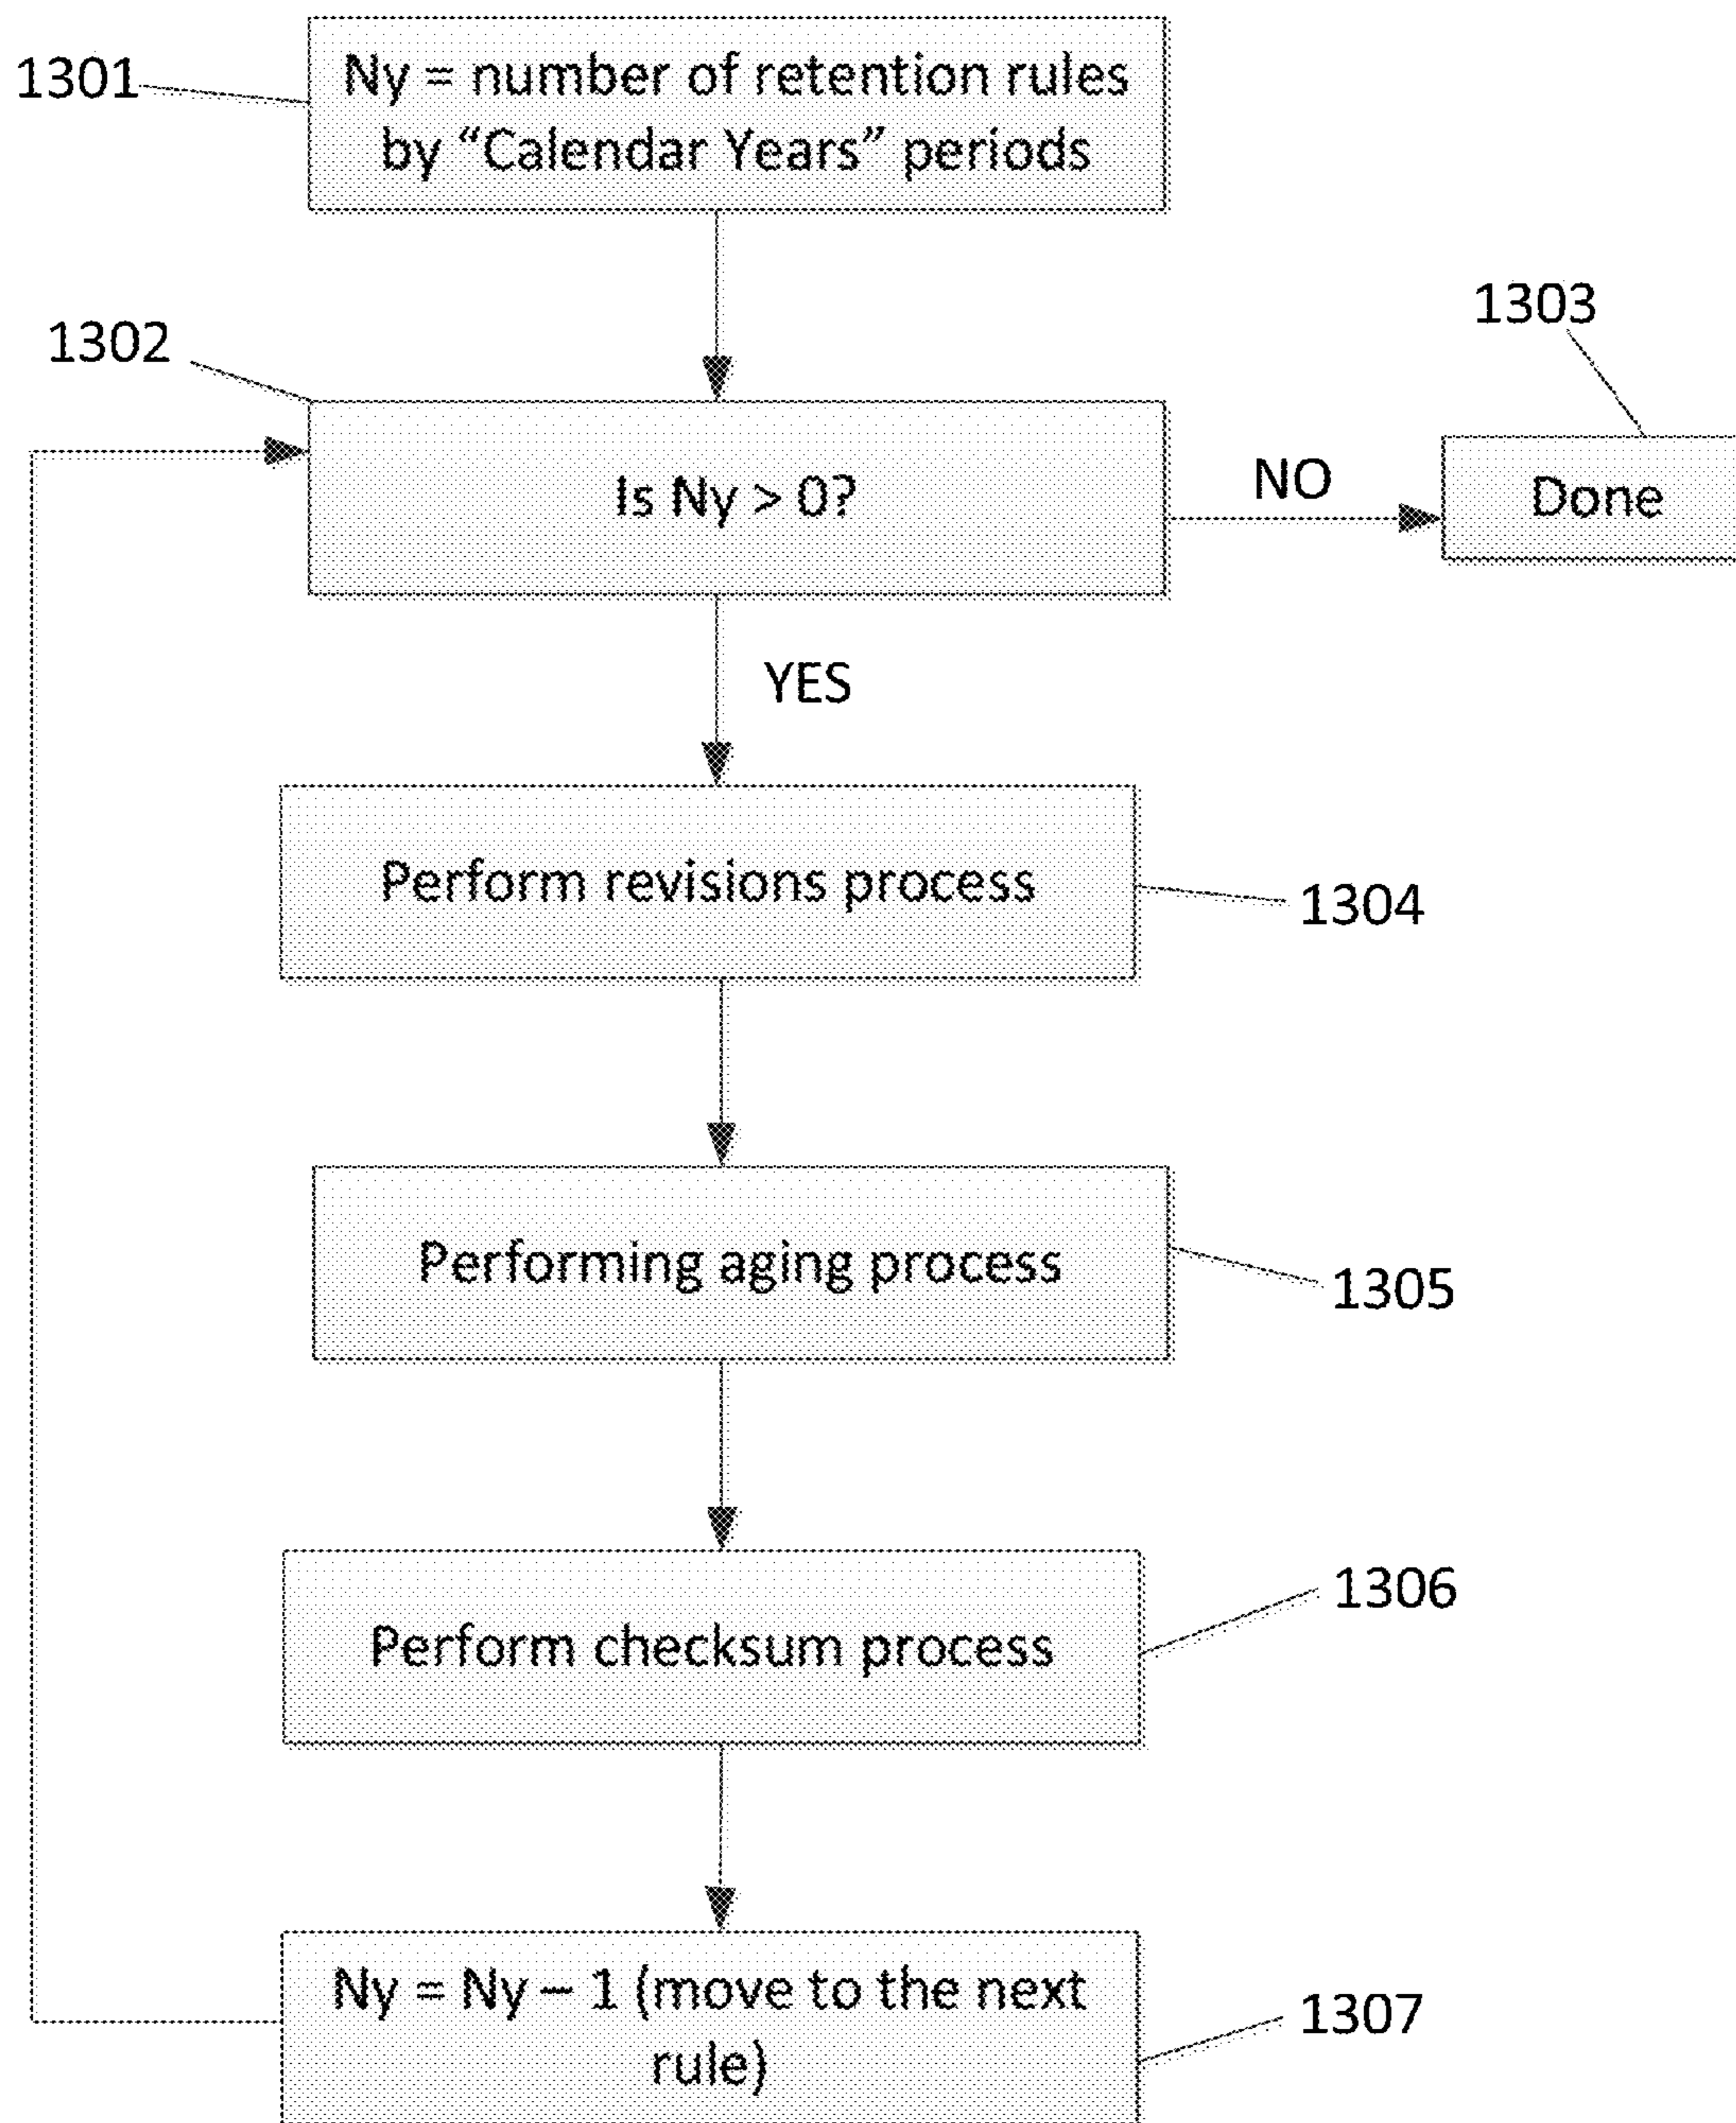 1301
Ny = number of retention rules
by “Calendar Years” periods
1302
1303
Is Ny > 0?
NO
Done
YES
Perform revisions process
1304
Performing aging process
1305
Perform checksum process
1306
Ny = Ny – 1 (move to the next
rule)
1307